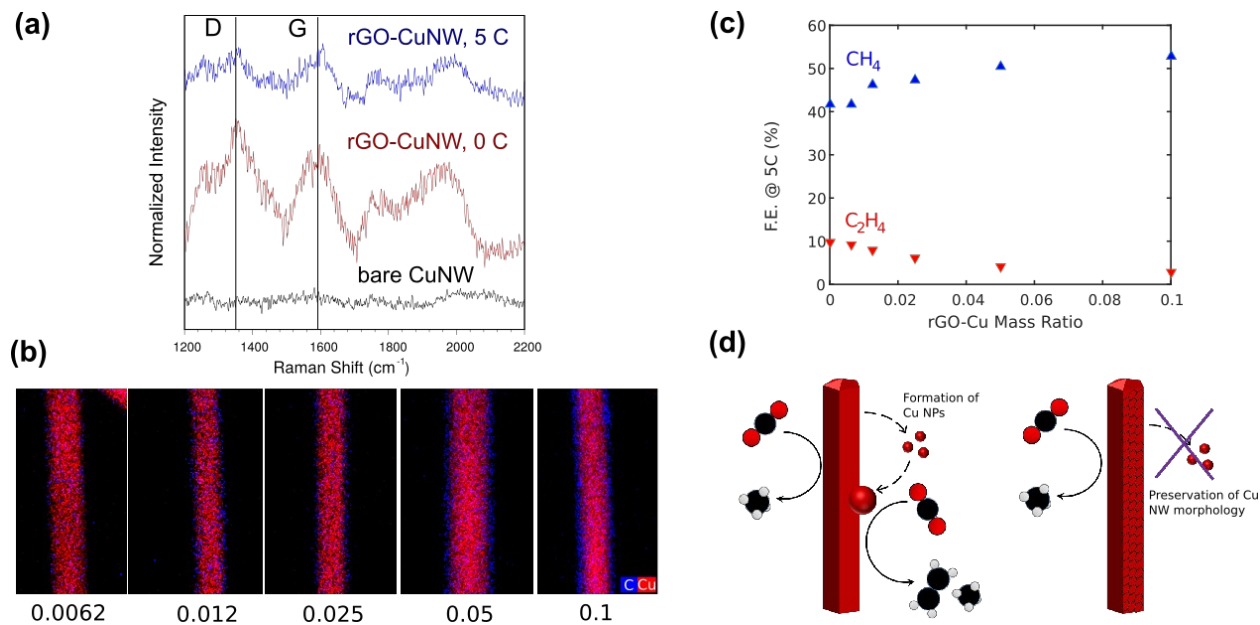 (a)
D
G
rGO-CuNW, 5 C
rGO-CuNW, 0 C
bare CuNW
Normalized Intensity
1200
1400
1600
1800
2000
2200
Raman Shift (cm⁻¹)
(b)
C Cu
0.0062
0.012
0.025
0.05
0.1
(c)
60
50
40
30
20
10
0
CH₄
C₂H₄
F.E. @ 5C (%)
0
0.02
0.04
0.06
0.08
0.1
rGO-Cu Mass Ratio
(d)
Formation of
Cu NPs
Preservation of Cu
NW morphology